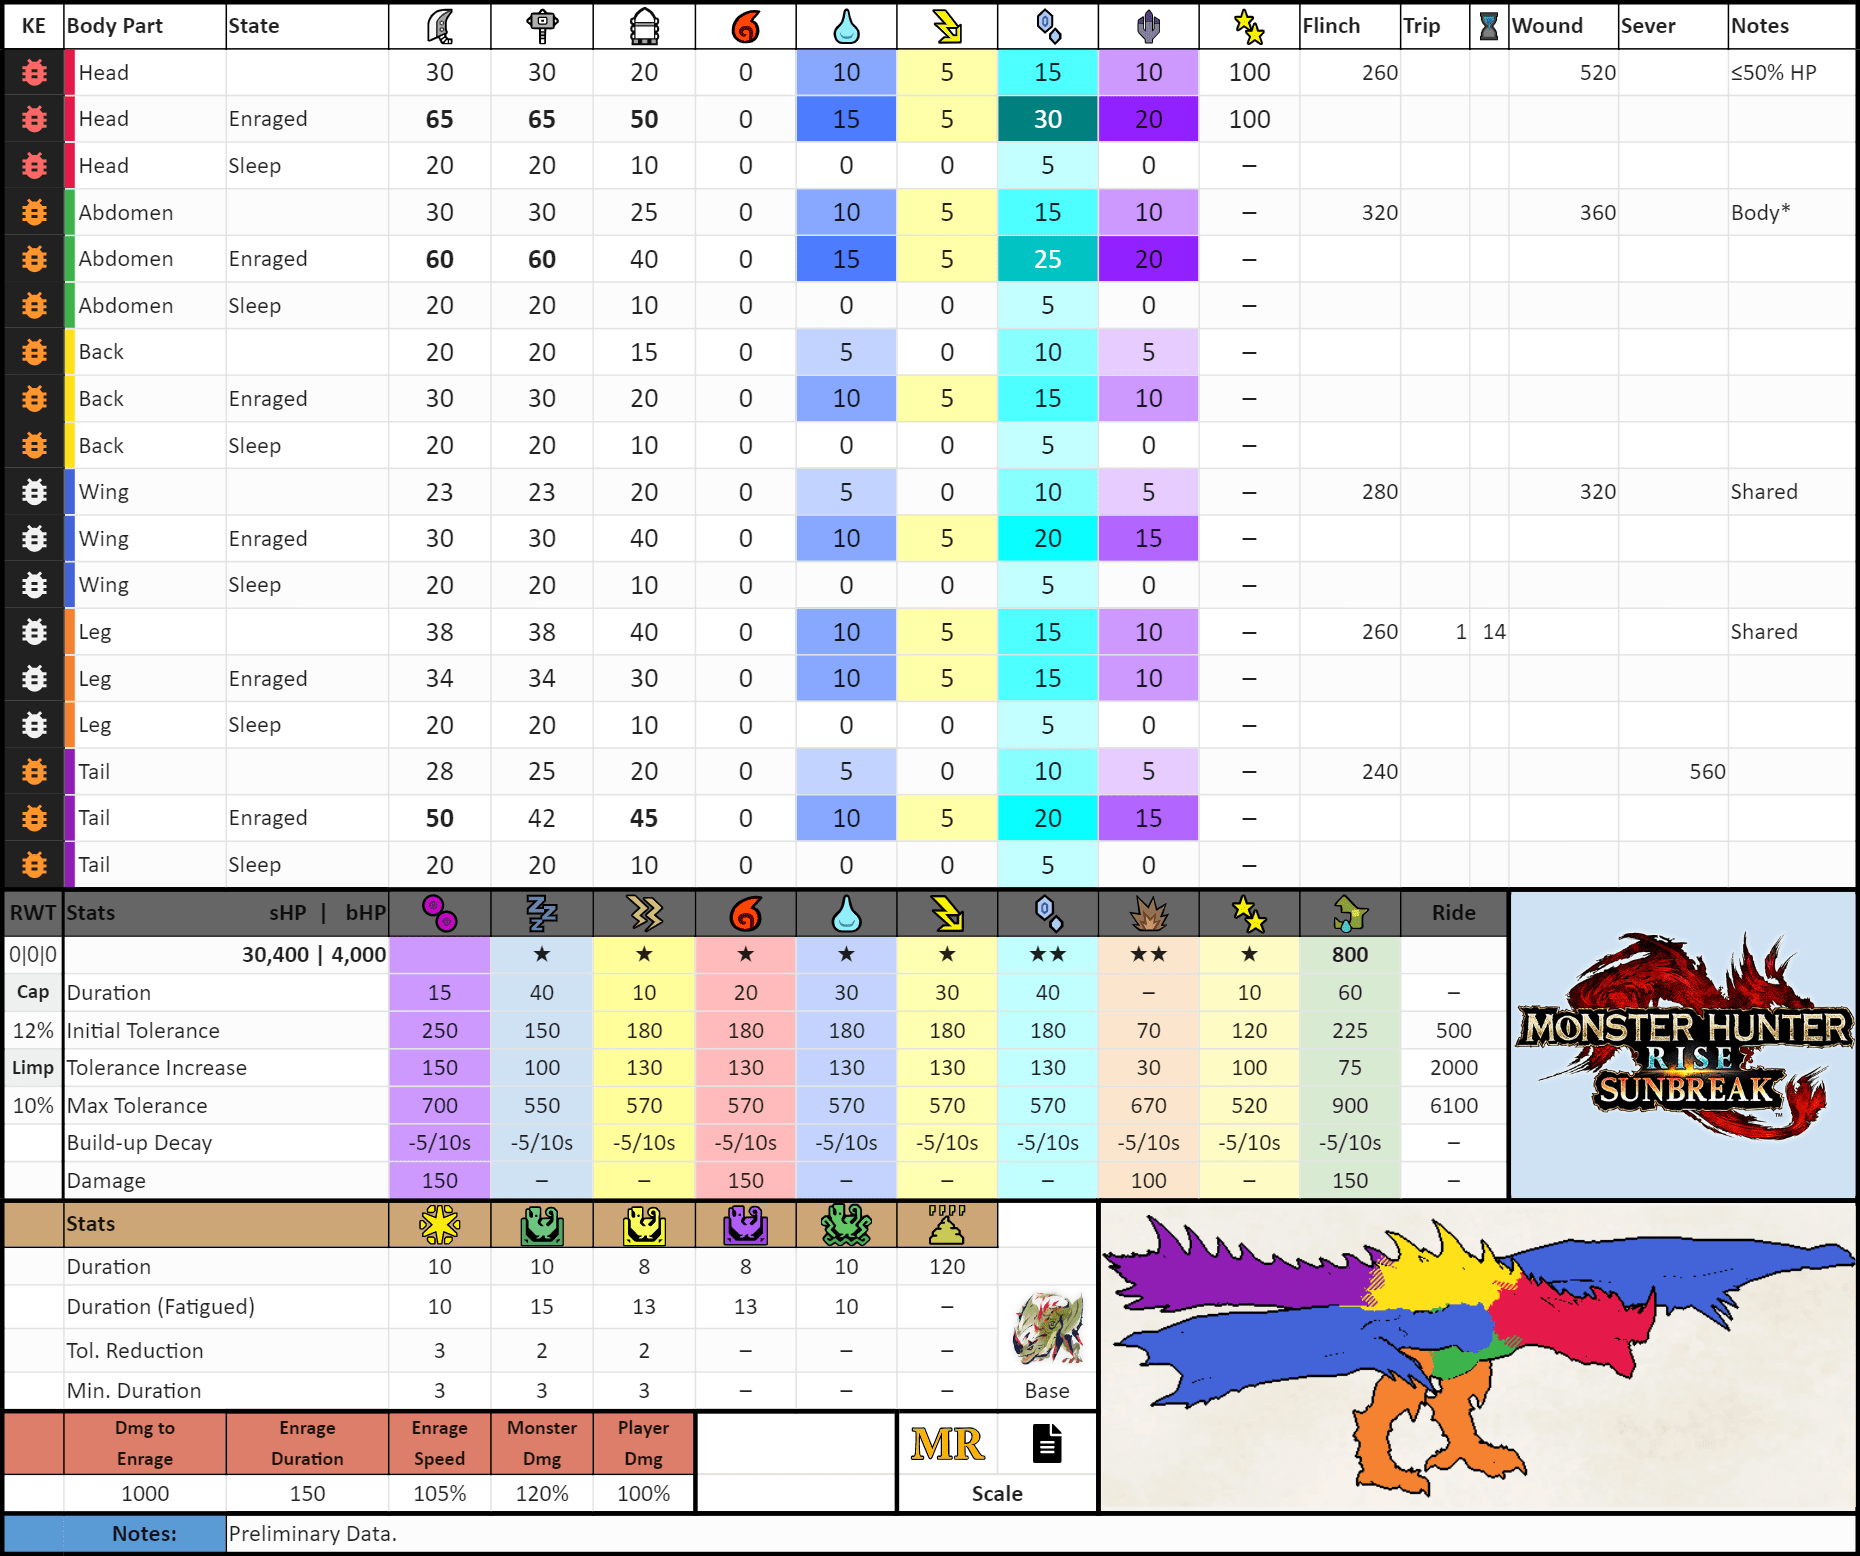 KE Body Part State Flinch Trip Wound Sever Notes
Head 30 30 20 0 10 5 15 10 100 260 520 ≤50% HP
Head Enraged 65 65 50 0 15 5 30 20 100
Head Sleep 20 20 10 0 0 0 5 0 –
Abdomen 30 30 25 0 10 5 15 10 – 320 360 Body*
Abdomen Enraged 60 60 40 0 15 5 25 20 –
Abdomen Sleep 20 20 10 0 0 0 5 0 –
Back 20 20 15 0 5 0 10 5 –
Back Enraged 30 30 20 0 10 5 15 10 –
Back Sleep 20 20 10 0 0 0 5 0 –
Wing 23 23 20 0 5 0 10 5 – 280 320 Shared
Wing Enraged 30 30 40 0 10 5 20 15 –
Wing Sleep 20 20 10 0 0 0 5 0 –
Leg 38 38 40 0 10 5 15 10 – 260 1 14 Shared
Leg Enraged 34 34 30 0 10 5 15 10 –
Leg Sleep 20 20 10 0 0 0 5 0 –
Tail 28 25 20 0 5 0 10 5 – 240 560
Tail Enraged 50 42 45 0 10 5 20 15 –
Tail Sleep 20 20 10 0 0 0 5 0 –
RWT Stats sHP | bHP Ride
0|0|0 30,400 | 4,000 ★ ★ ★ ★ ★ ★★ ★★ ★ 800
Cap Duration 15 40 10 20 30 30 40 – 10 60 –
12% Initial Tolerance 250 150 180 180 180 180 180 70 120 225 500
Limp Tolerance Increase 150 100 130 130 130 130 130 30 100 75 2000
10% Max Tolerance 700 550 570 570 570 570 570 670 520 900 6100
Build-up Decay -5/10s -5/10s -5/10s -5/10s -5/10s -5/10s -5/10s -5/10s -5/10s -5/10s –
Damage 150 – – 150 – – – 100 – 150 –
MONSTER HUNTER
RISE
SUNBREAK™
Stats
Duration 10 10 8 8 10 120
Duration (Fatigued) 10 15 13 13 10 –
Tol. Reduction 3 2 2 – – –
Min. Duration 3 3 3 – – – Base
Dmg to Enrage Enrage Monster Player
Enrage Duration Speed Dmg Dmg
MR
1000 150 105% 120% 100% Scale
Notes: Preliminary Data.